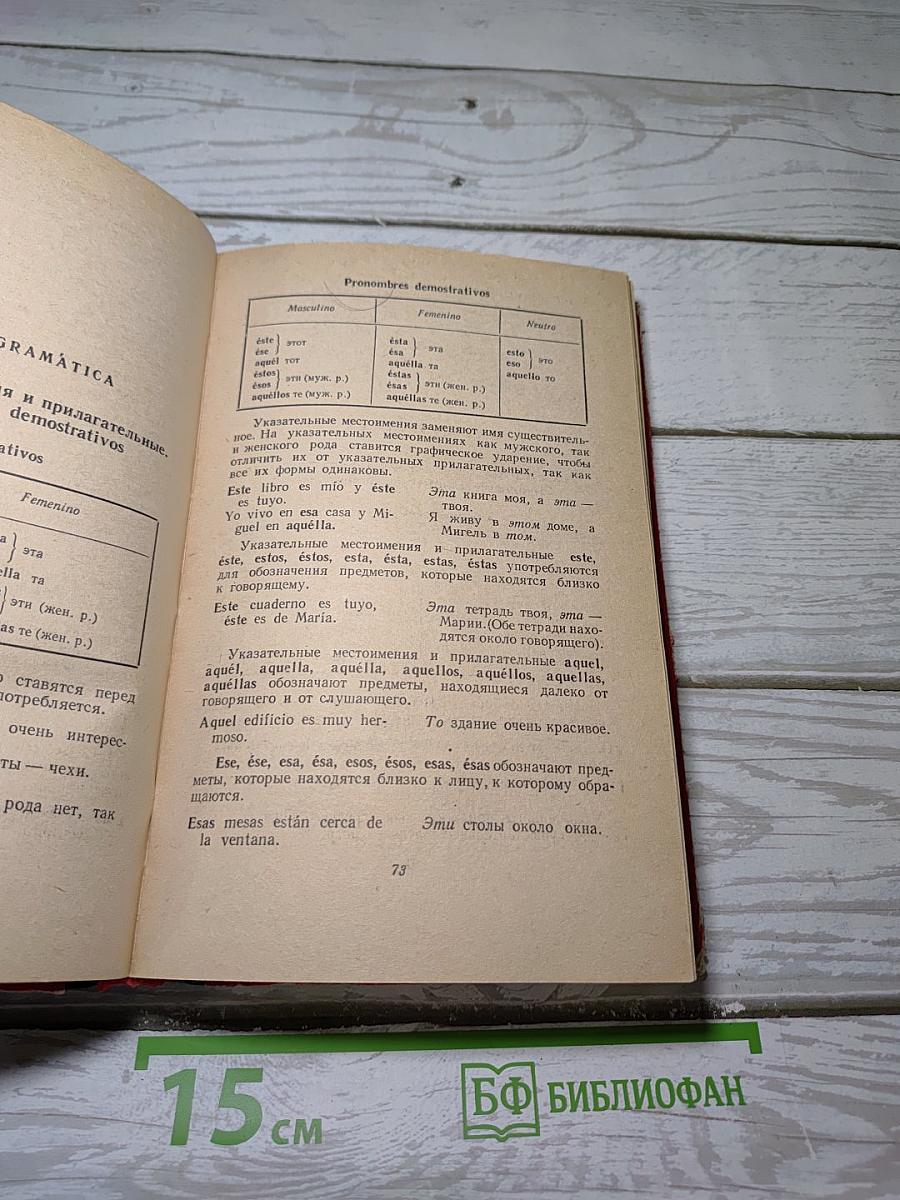 GRAMÁTICA
ия и прилагательные.
demostrativos
ativos
Femenino
эта
ella та
эти (жен. р.)
as те (жен. р.)
о ставятся перед
потребляется.
очень интерес-
ты — чехи.
рода нет, так
Pronombres demostrativos
Masculino Femenino Neutro
éste ése } этот
aquél тот
éstos ésos } эти (муж. р.)
aquéllos те (муж. р.)
ésta ésa } эта
aquélla та
éstas ésas } эти (жен. р.)
aquéllas те (жен. р.)
esto eso } это
aquello то
Указательные местоимения заменяют имя существитель-
ное. На указательных местоимениях как мужского, так
и женского рода ставится графическое ударение, чтобы
отличить их от указательных прилагательных, так как
все их формы одинаковы.
Este libro es mío y éste
es tuyo.
Эта книга моя, а эта —
твоя.
Yo vivo en esa casa y Mi-
guel en aquélla.
Я живу в этом доме, а
Мигель в том.
Указательные местоимения и прилагательные este,
éste, estos, éstos, esta, ésta, estas, éstas употребляются
для обозначения предметов, которые находятся близко
к говорящему.
Este cuaderno es tuyo,
éste es de María.
Эта тетрадь твоя, эта —
Марии.(Обе тетради нахо-
дятся около говорящего).
Указательные местоимения и прилагательные aquel,
aquél, aquella, aquélla, aquellos, aquéllos, aquellas,
aquéllas обозначают предметы, находящиеся далеко от
говорящего и от слушающего.
Aquel edificio es muy her-
moso.
То здание очень красивое.
Ese, ése, esa, ésa, esos, ésos, esas, ésas обозначают пред-
меты, которые находятся близко к лицу, к которому обра-
щаются.
Esas mesas están cerca de
la ventana.
Эти столы около окна.
73
15 см
БФ БИБЛИОФАН